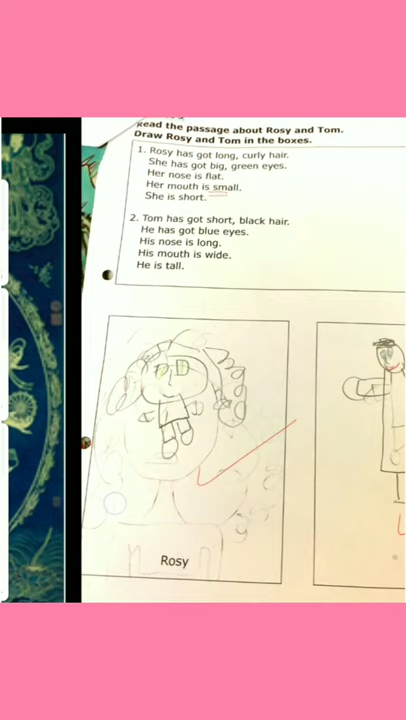 Read the passage about Rosy and Tom.
Draw Rosy and Tom in the boxes.
1. Rosy has got long, curly hair.
She has got big, green eyes.
Her nose is flat.
Her mouth is small.
She is short.
2. Tom has got short, black hair.
He has got blue eyes.
His nose is long.
His mouth is wide.
He is tall.
Rosy